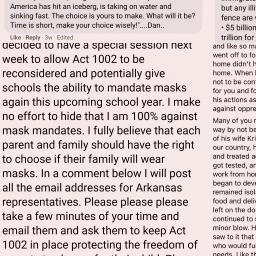 America has hit an iceberg, is taking on water and
sinking fast. The choice is yours to make. What will it be?
Time is short, make your choice wisely!"....Dan..
Like Reply 3w Edited
decided to have a special session next
week to allow Act 1002 to be
reconsidered and potentially give
schools the ability to mandate masks
again this upcoming school year. I make
no effort to hide that I am 100% against
mask mandates. I fully believe that each
parent and family should have the right
to choose if their family will wear
masks. In a comment below I will post
all the email addresses for Arkansas
representatives. Please please please
take a few minutes of your time and
email them and ask them to keep Act
1002 in place protecting the freedom of
but any illi
fence are
• $5 billion
trillion for
and like so m
went off to fo
home didn't h
home. When I
not to be com
for you and fo
his actions as
against oppre
Many of you r
way by not be
of his wife Kri
our country, h
and treated a
got tested, an
work from hor
began to deve
remained isol
food and deliv
left on the do
continued to s
minor blow. H
saw to it that
who would fu
needs. Like th